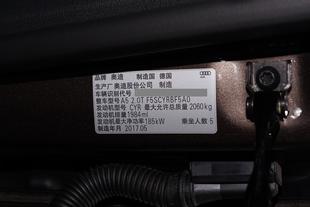 品牌 奥迪 制造国 德国
生产厂 奥迪股份公司 制造
车辆识别代号
整车型号 A5 2.0T F5SCYRBF5A0
发动机型号 CYR 最大允许总质量 2060kg
发动机排量 1984ml
发动机最大净功率 185kW 乘坐人数 5
制造年月 2017.05